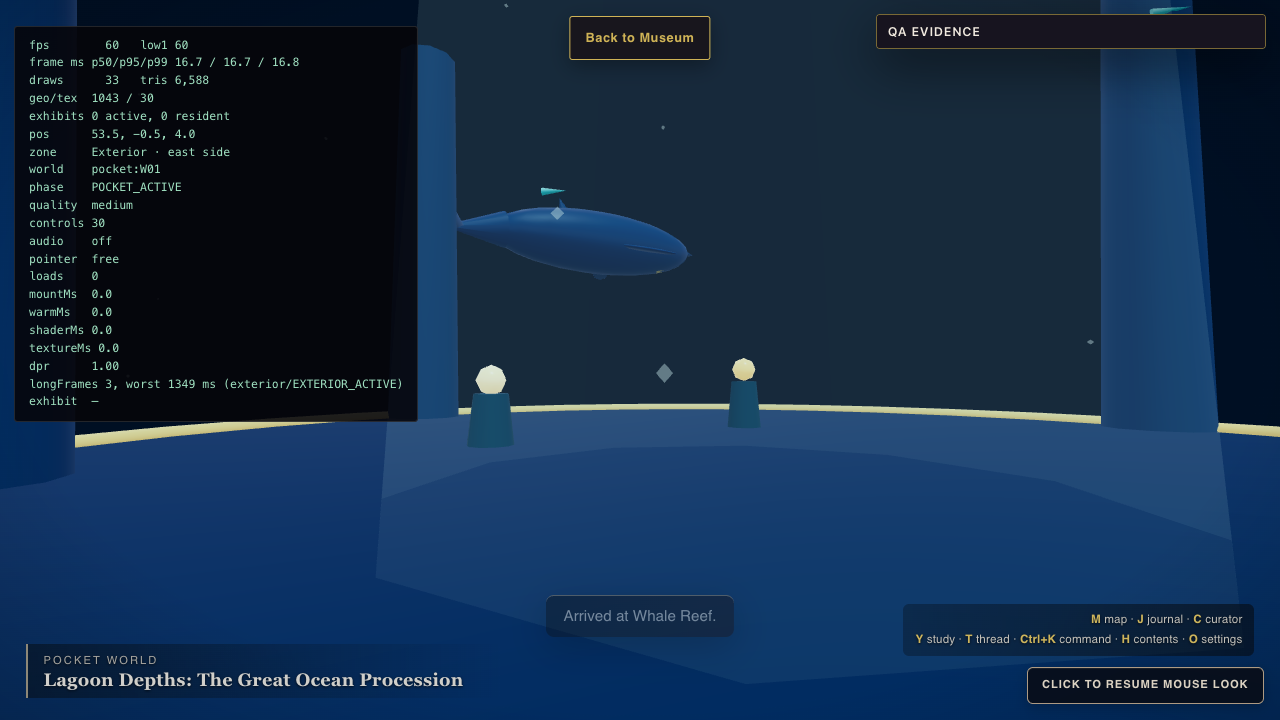 fps 60 low1 60
frame ms p50/p95/p99 16.7 / 16.7 / 16.8
draws 33 tris 6,588
geo/tex 1043 / 30
exhibits 0 active, 0 resident
pos 53.5, −0.5, 4.0
zone Exterior · east side
world pocket:W01
phase POCKET_ACTIVE
quality medium
controls 30
audio off
pointer free
loads 0
mountMs 0.0
warmMs 0.0
shaderMs 0.0
textureMs 0.0
dpr 1.00
longFrames 3, worst 1349 ms (exterior/EXTERIOR_ACTIVE)
exhibit —
Back to Museum
QA EVIDENCE
Arrived at Whale Reef.
M map · J journal · C curator
Y study · T thread · Ctrl+K command · H contents · O settings
POCKET WORLD
Lagoon Depths: The Great Ocean Procession
CLICK TO RESUME MOUSE LOOK